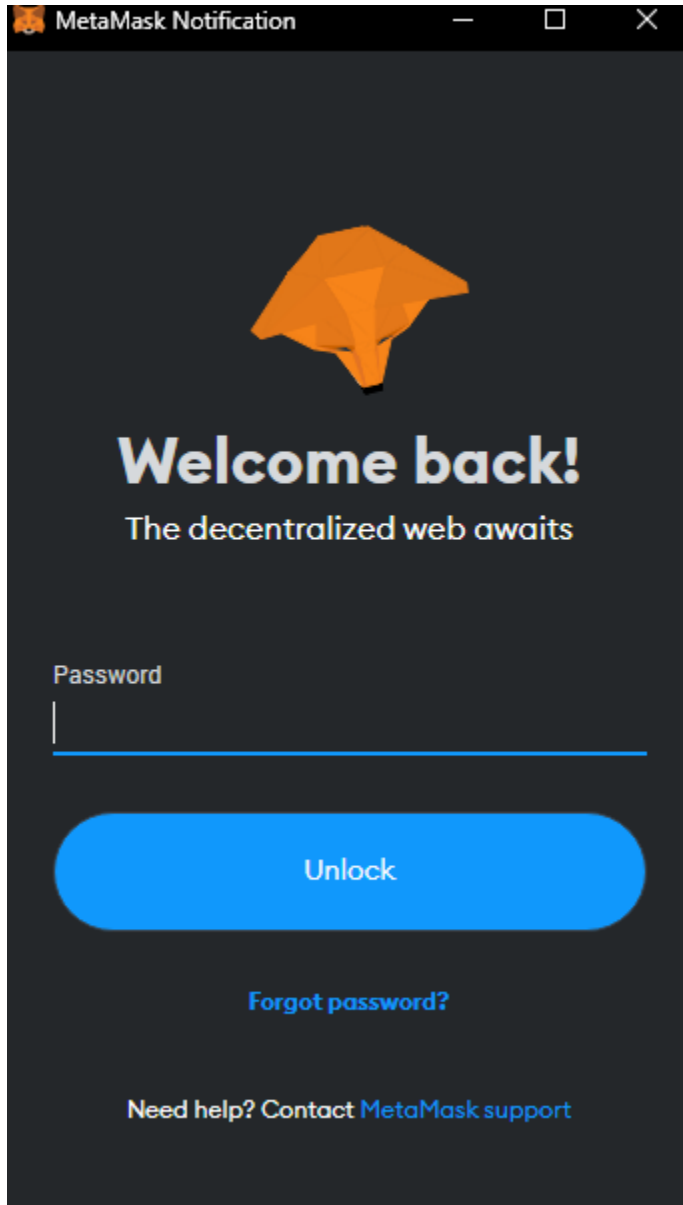 MetaMask Notification
Welcome back!
The decentralized web awaits
Password
Unlock
Forgot password?
Need help? Contact MetaMask support